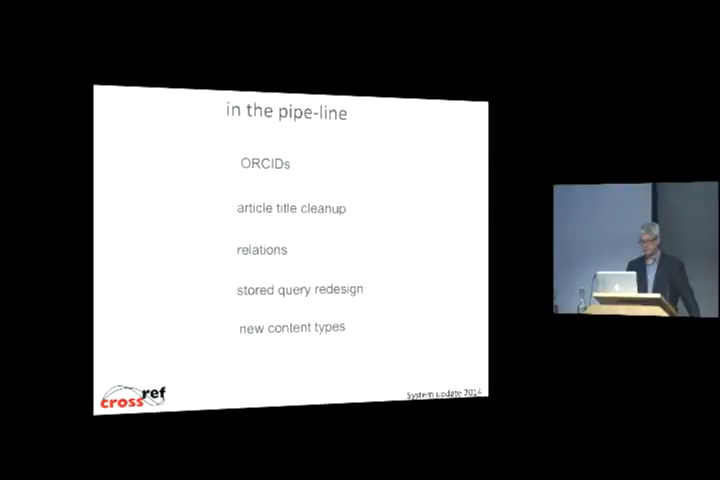 in the pipe-line
ORCIDs
article title cleanup
relations
stored query redesign
new content types
crossref
System update 2014